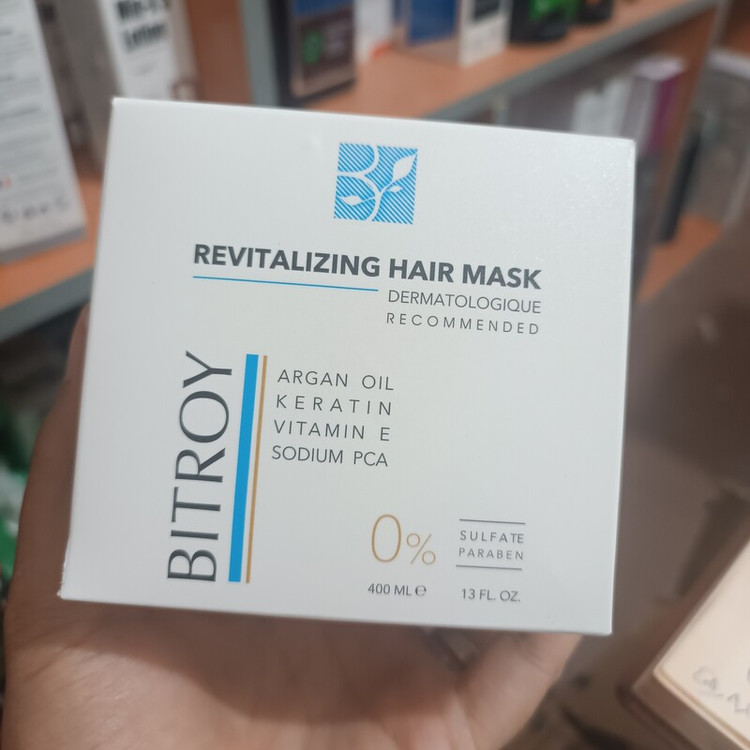 REVITALIZING HAIR MASK
DERMATOLOGIQUE
RECOMMENDED
BITROY
ARGAN OIL
KERATIN
VITAMIN E
SODIUM PCA
0%
SULFATE
PARABEN
400 ML e 13 FL. OZ.